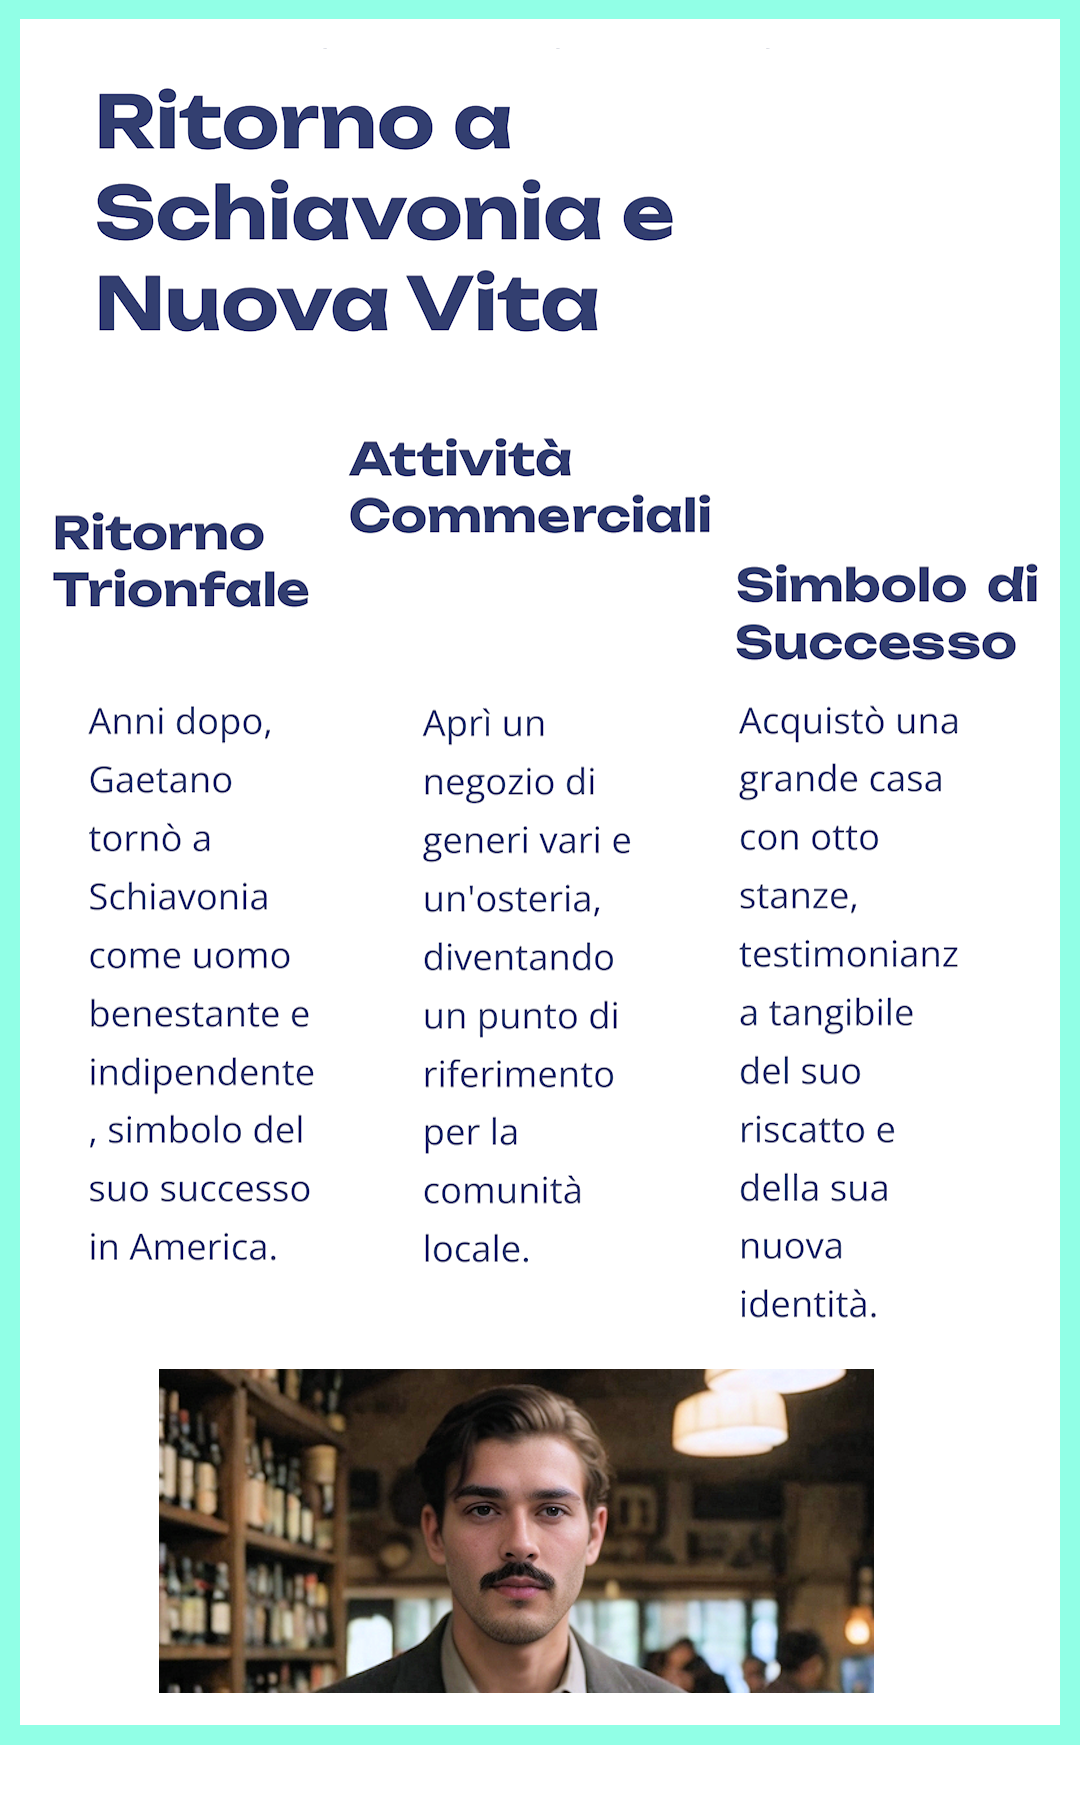 Ritorno a
Schiavonia e
Nuova Vita
Ritorno
Trionfale
Anni dopo,
Gaetano
tornò a
Schiavonia
come uomo
benestante e
indipendente
, simbolo del
suo successo
in America.
Attività
Commerciali
Aprì un
negozio di
generi vari e
un'osteria,
diventando
un punto di
riferimento
per la
comunità
locale.
Simbolo di
Successo
Acquistò una
grande casa
con otto
stanze,
testimonianz
a tangibile
del suo
riscatto e
della sua
nuova
identità.